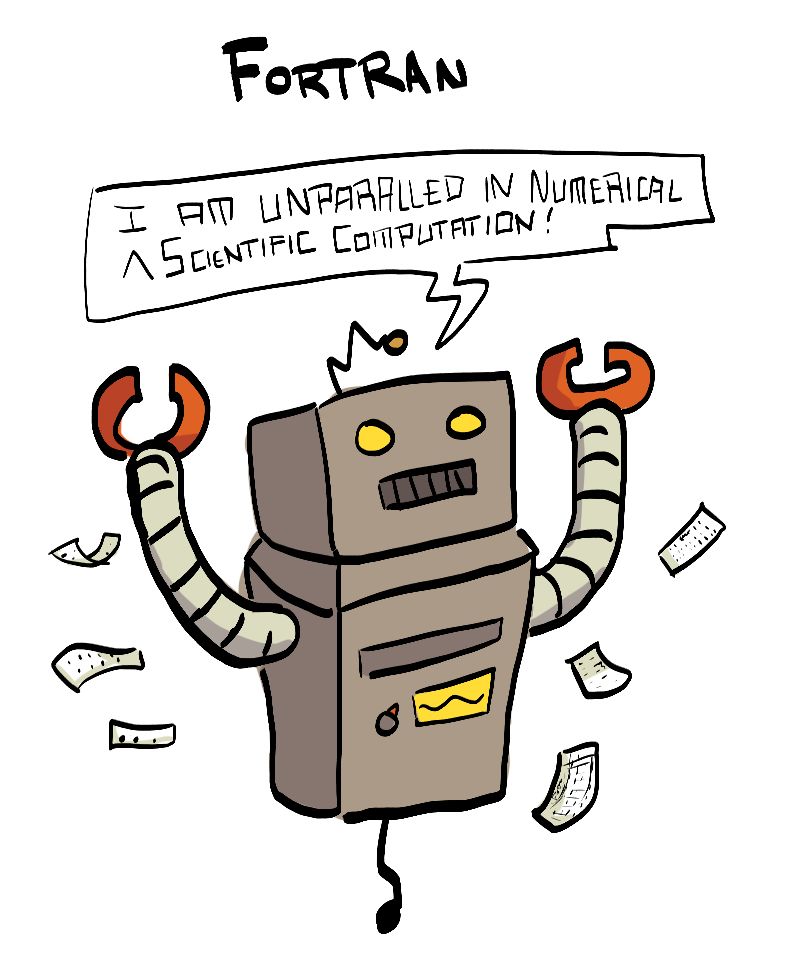 FORTRAN
I AM UNPARALLED IN NUMERICAL
Λ SCIENTIFIC COMPUTATION!